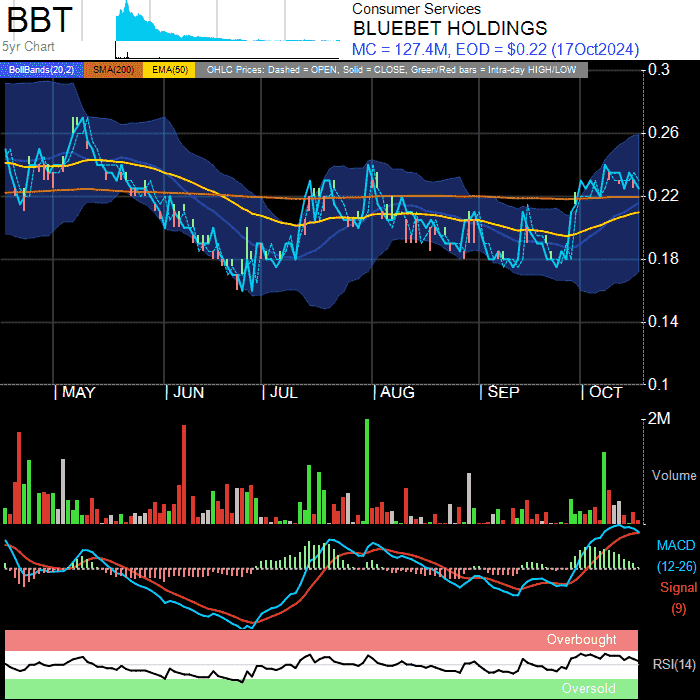 BBT
5yr Chart
Consumer Services
BLUEBET HOLDINGS
MC = 127.4M, EOD = $0.22 (17Oct2024)
BollBands(20,2) SMA(200) EMA(50) OHLC Prices: Dashed = OPEN, Solid = CLOSE, Green/Red bars = Intra-day HIGH/LOW
0.3
0.26
0.22
0.18
0.14
0.1
MAY JUN JUL AUG SEP OCT
2M
Volume
MACD
(12-26)
Signal
(9)
Overbought
RSI(14)
Oversold